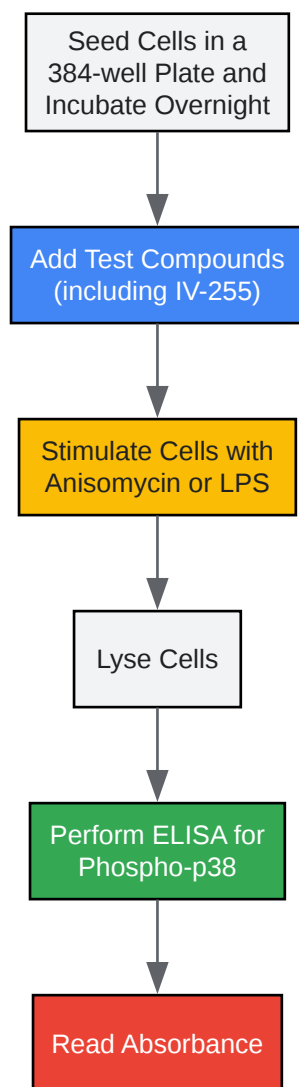 Seed Cells in a
384-well Plate and
Incubate Overnight
Add Test Compounds
(including IV-255)
Stimulate Cells with
Anisomycin or LPS
Lyse Cells
Perform ELISA for
Phospho-p38
Read Absorbance